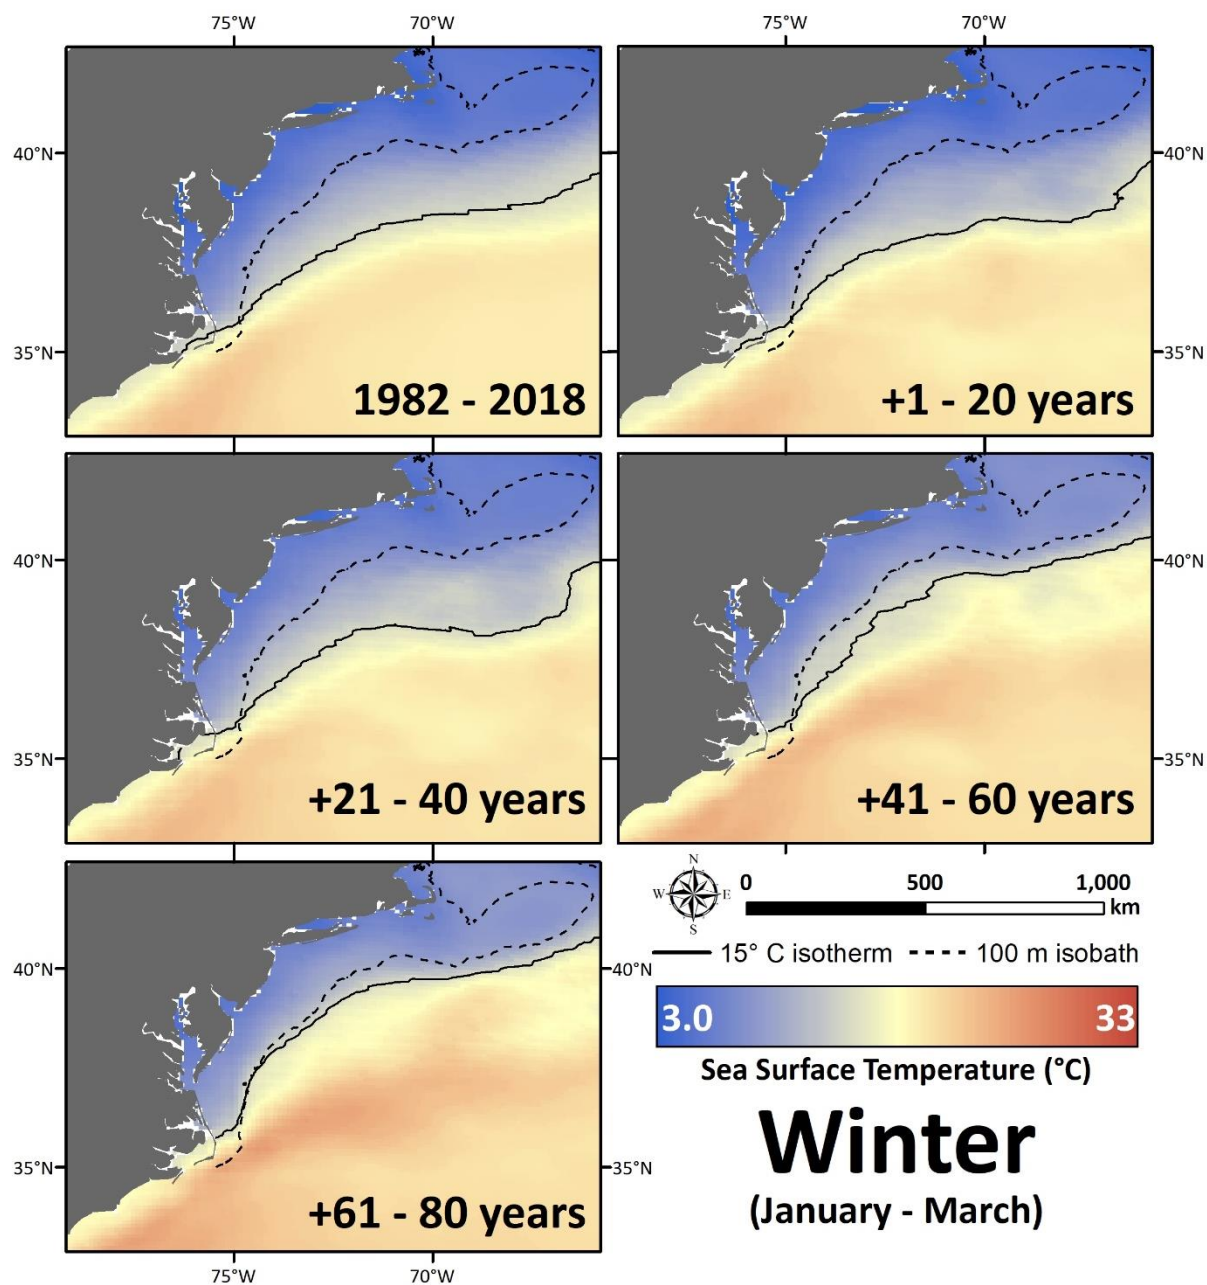 75°W 70°W 75°W 70°W
40°N 40°N
35°N 35°N
1982 - 2018 +1 - 20 years
40°N 40°N
35°N 35°N
+21 - 40 years +41 - 60 years
N
W E
S
0 500 1,000
km
15° C isotherm 100 m isobath
40°N 40°N
3.0 33
Sea Surface Temperature (°C)
Winter
35°N 35°N
(January - March)
+61 - 80 years
75°W 70°W